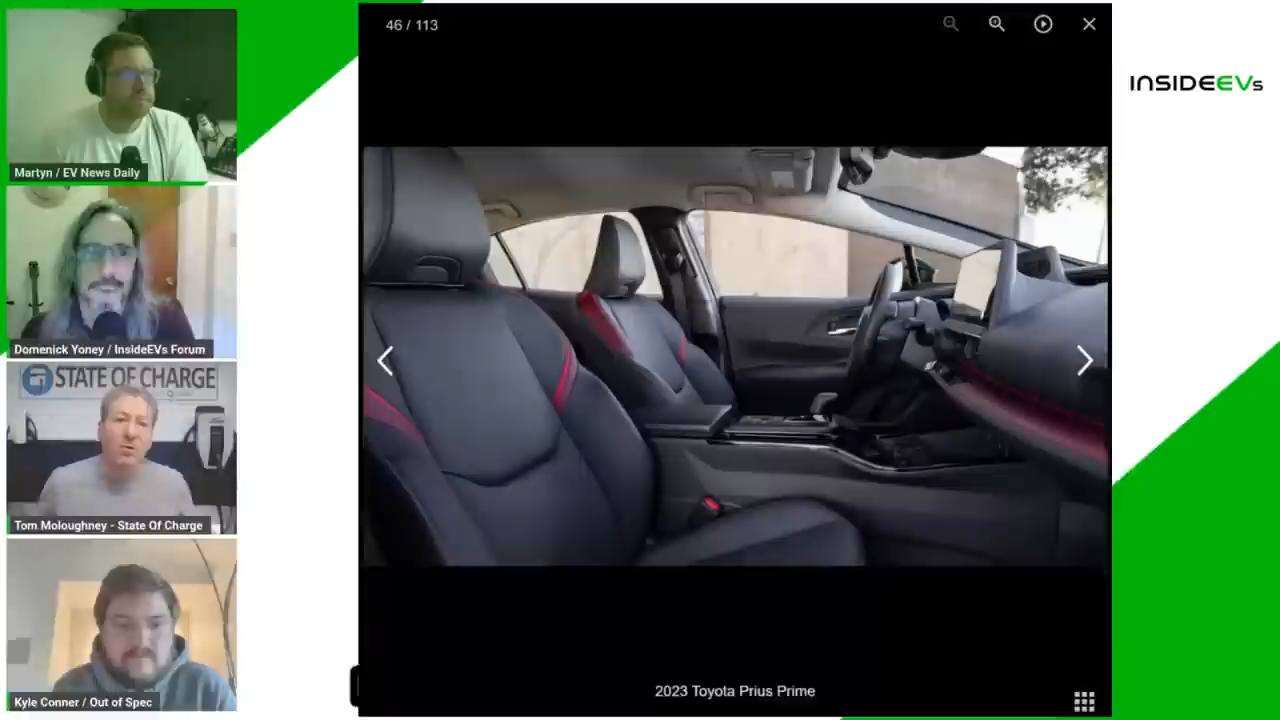 46 / 113
INSIDEEVs
Martyn / EV News Daily
Domenick Yoney / InsideEVs Forum
STATE OF CHARGE
Tom Moloughney - State Of Charge
Kyle Conner / Out of Spec
2023 Toyota Prius Prime